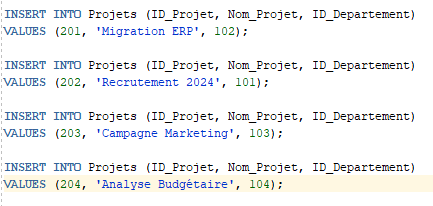 INSERT INTO Projets (ID_Projet, Nom_Projet, ID_Departement)
VALUES (201, 'Migration ERP', 102);
INSERT INTO Projets (ID_Projet, Nom_Projet, ID_Departement)
VALUES (202, 'Recrutement 2024', 101);
INSERT INTO Projets (ID_Projet, Nom_Projet, ID_Departement)
VALUES (203, 'Campagne Marketing', 103);
INSERT INTO Projets (ID_Projet, Nom_Projet, ID_Departement)
VALUES (204, 'Analyse Budgétaire', 104);